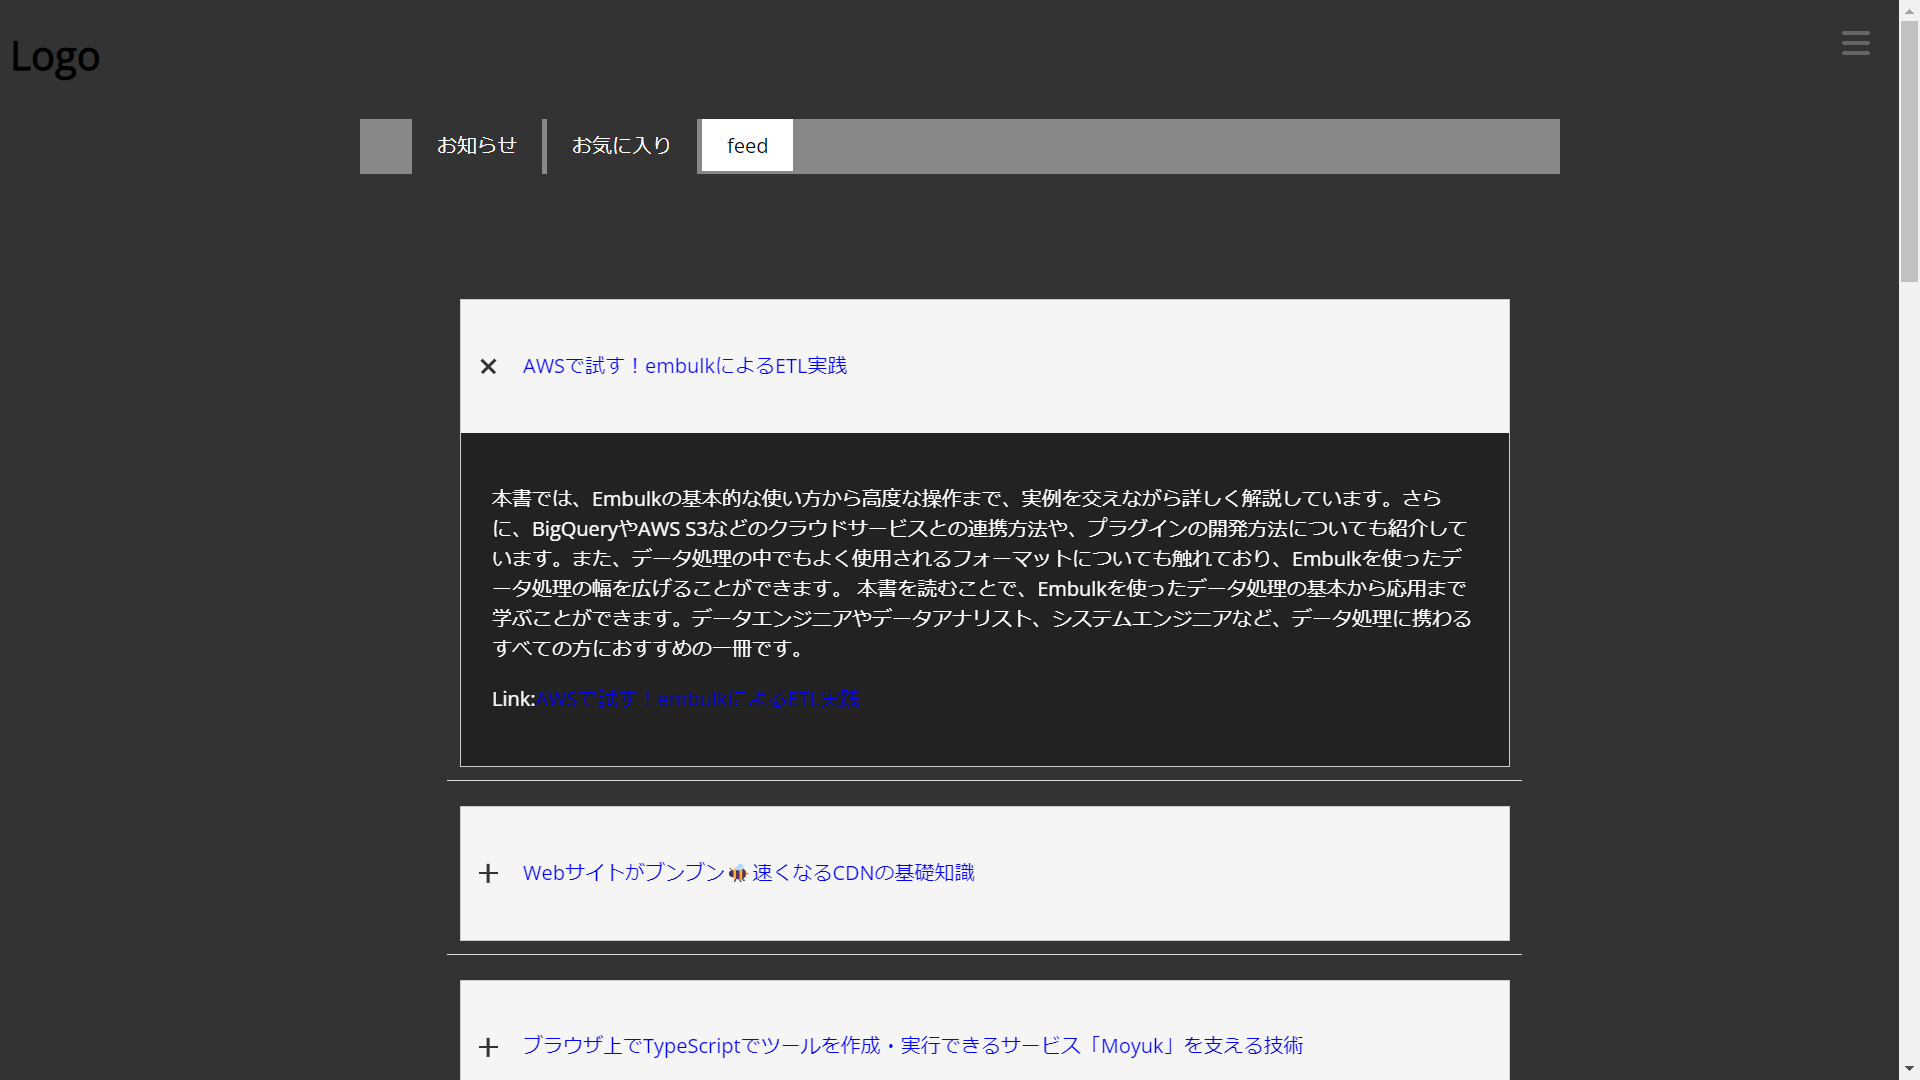 Logo
お知らせ
お気に入り
feed
AWSで試す！embulkによるETL実践
本書では、Embulkの基本的な使い方から高度な操作まで、実例を交えながら詳しく解説しています。さら
に、BigQueryやAWS S3などのクラウドサービスとの連携方法や、プラグインの開発方法についても紹介して
います。また、データ処理の中でもよく使用されるフォーマットについても触れており、Embulkを使ったデ
ータ処理の幅を広げることができます。 本書を読むことで、Embulkを使ったデータ処理の基本から応用まで
学ぶことができます。データエンジニアやデータアナリスト、システムエンジニアなど、データ処理に携わる
すべての方におすすめの一冊です。
Link:AWSで試す！embulkによるETL実践
Webサイトがブンブン🐝速くなるCDNの基礎知識
ブラウザ上でTypeScriptでツールを作成・実行できるサービス「Moyuk」を支える技術